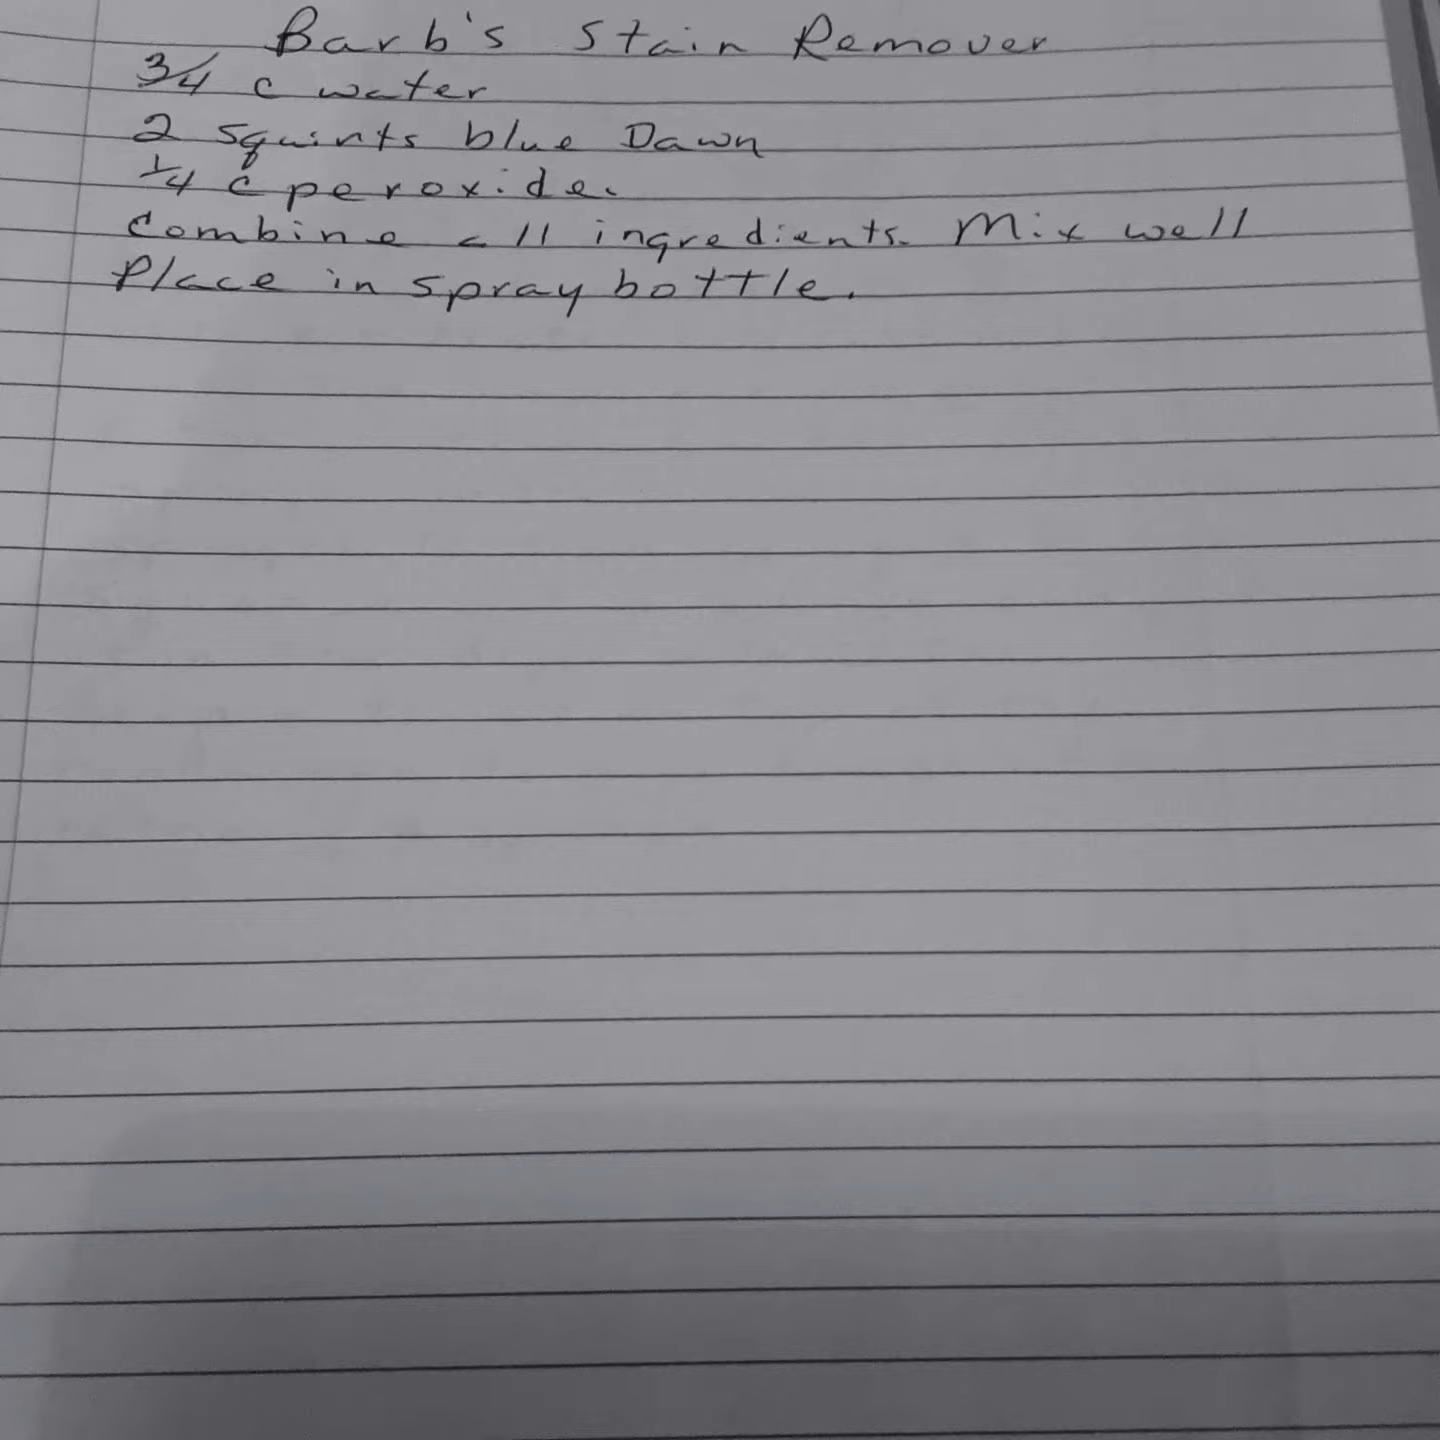 Barb's Stain Remover
3/4 c water
2 squirts blue Dawn
1/4 c peroxide.
Combine all ingredients. Mix well
Place in spray bottle.